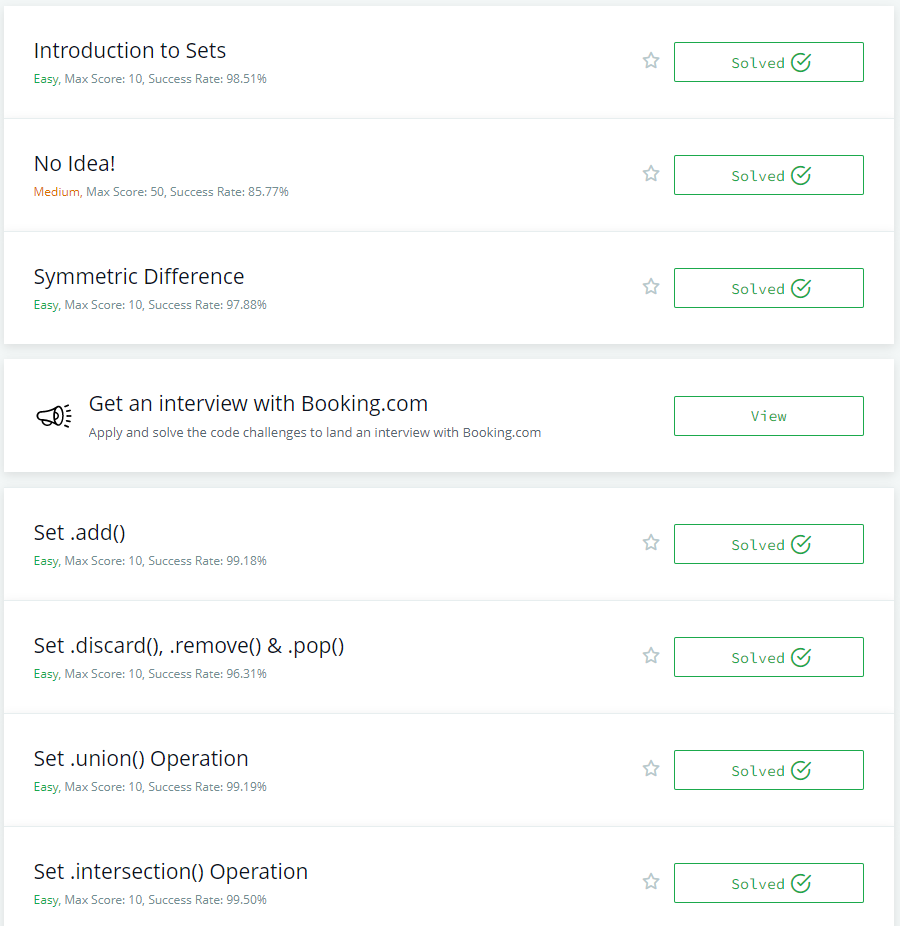 Introduction to Sets
Easy, Max Score: 10, Success Rate: 98.51%
Solved
No Idea!
Medium, Max Score: 50, Success Rate: 85.77%
Solved
Symmetric Difference
Easy, Max Score: 10, Success Rate: 97.88%
Solved
Get an interview with Booking.com
Apply and solve the code challenges to land an interview with Booking.com
View
Set .add()
Easy, Max Score: 10, Success Rate: 99.18%
Solved
Set .discard(), .remove() & .pop()
Easy, Max Score: 10, Success Rate: 96.31%
Solved
Set .union() Operation
Easy, Max Score: 10, Success Rate: 99.19%
Solved
Set .intersection() Operation
Easy, Max Score: 10, Success Rate: 99.50%
Solved